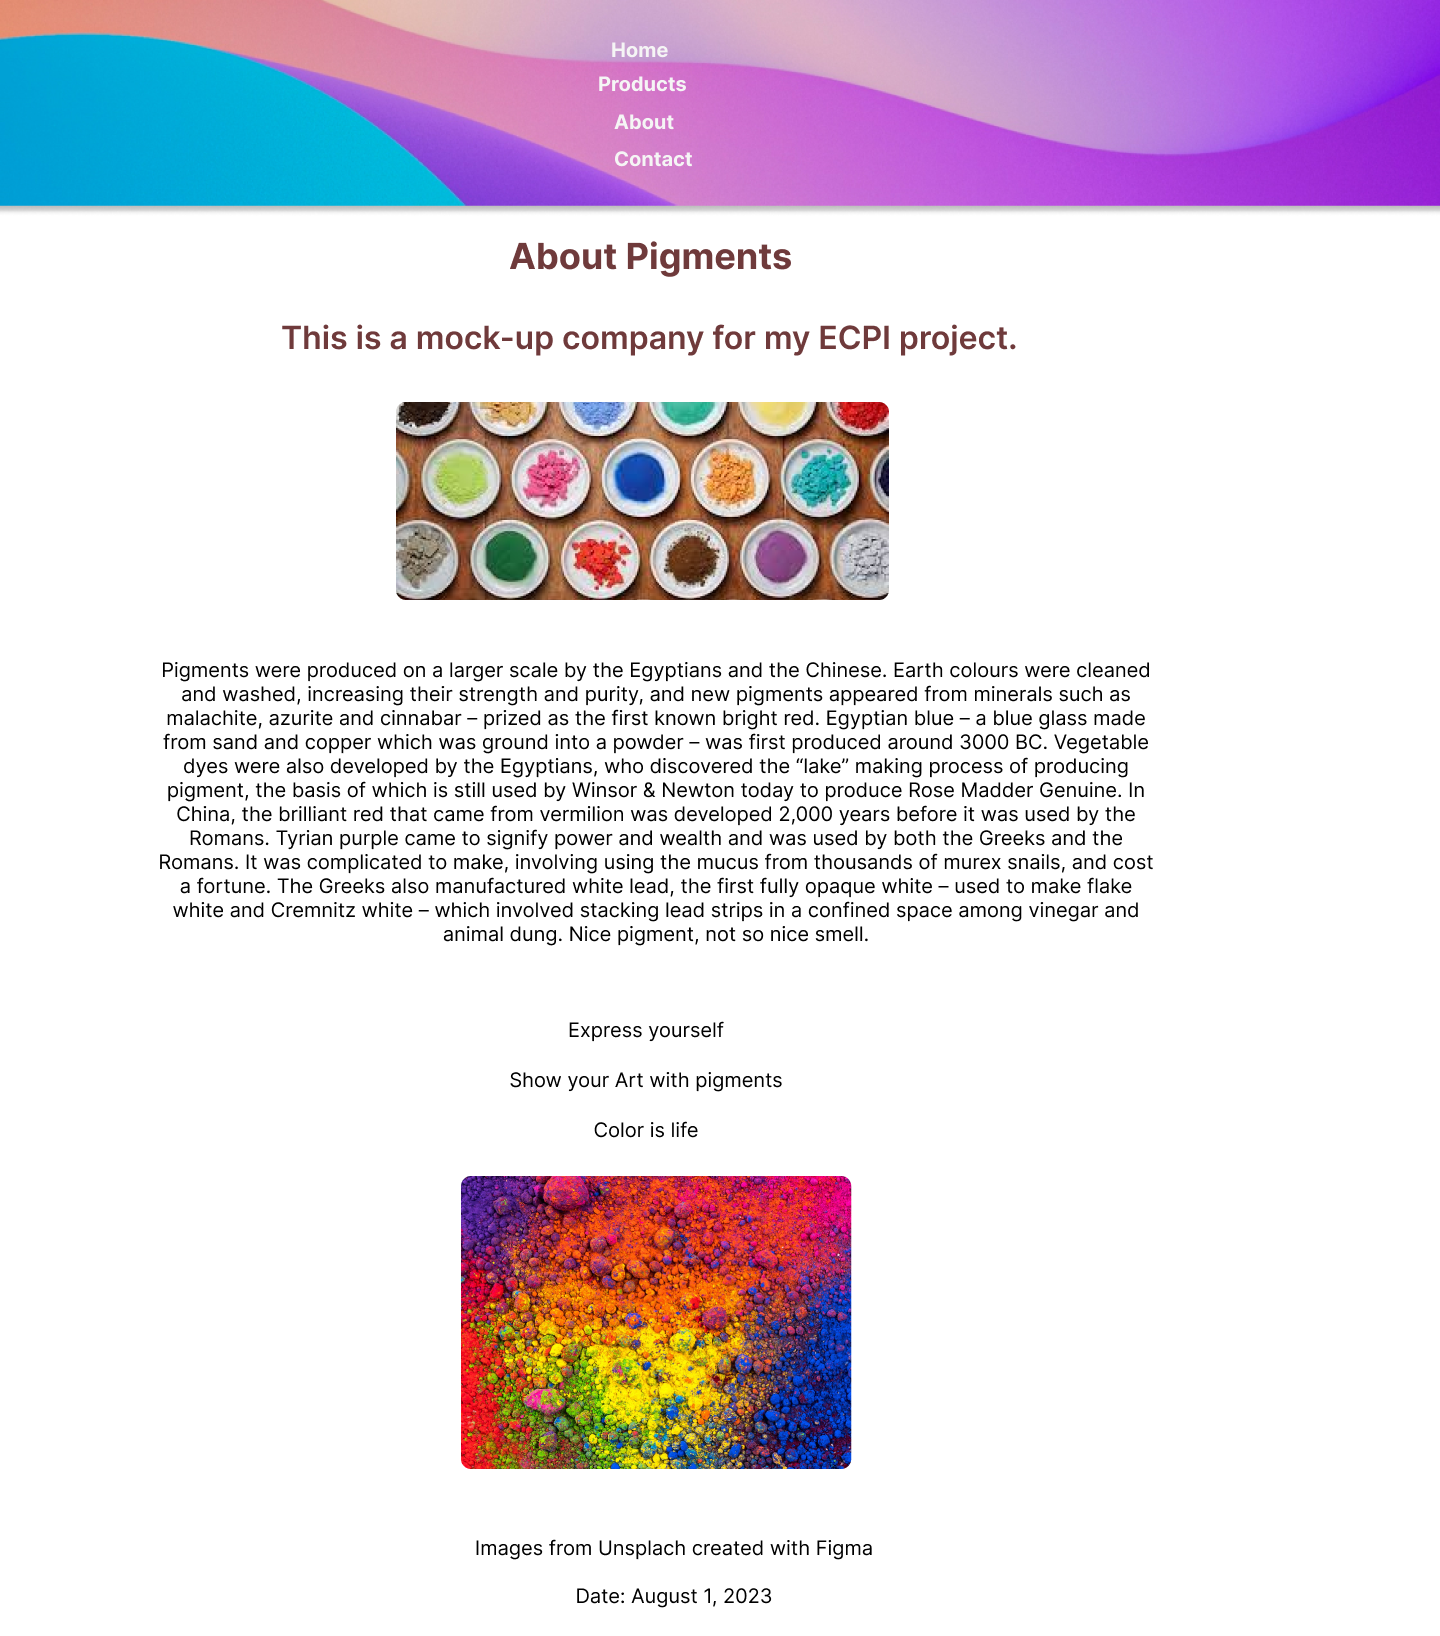 Home
Products
About
Contact
About Pigments
This is a mock-up company for my ECPI project.
Pigments were produced on a larger scale by the Egyptians and the Chinese. Earth colours were cleaned
and washed, increasing their strength and purity, and new pigments appeared from minerals such as
malachite, azurite and cinnabar – prized as the first known bright red. Egyptian blue – a blue glass made
from sand and copper which was ground into a powder – was first produced around 3000 BC. Vegetable
dyes were also developed by the Egyptians, who discovered the “lake” making process of producing
pigment, the basis of which is still used by Winsor & Newton today to produce Rose Madder Genuine. In
China, the brilliant red that came from vermilion was developed 2,000 years before it was used by the
Romans. Tyrian purple came to signify power and wealth and was used by both the Greeks and the
Romans. It was complicated to make, involving using the mucus from thousands of murex snails, and cost
a fortune. The Greeks also manufactured white lead, the first fully opaque white – used to make flake
white and Cremnitz white – which involved stacking lead strips in a confined space among vinegar and
animal dung. Nice pigment, not so nice smell.
Express yourself
Show your Art with pigments
Color is life
Images from Unsplach created with Figma
Date: August 1, 2023